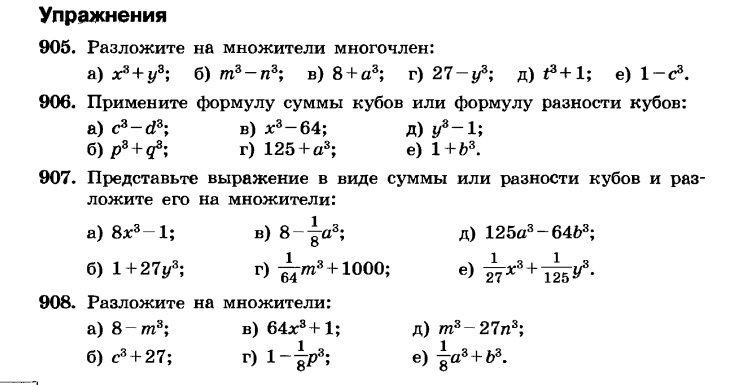 Упражнения
905. Разложите на множители многочлен:
а) x³+y³; б) m³−n³; в) 8+a³; г) 27−y³; д) t³+1; е) 1−c³.
906. Примените формулу суммы кубов или формулу разности кубов:
а) c³−d³; в) x³−64; д) y³−1;
б) p³+q³; г) 125+a³; е) 1+b³.
907. Представьте выражение в виде суммы или разности кубов и раз-
ложите его на множители:
а) 8x³−1; в) 8−1/8a³; д) 125a³−64b³;
б) 1+27y³; г) 1/64m³+1000; е) 1/27x³+1/125y³.
908. Разложите на множители:
а) 8−m³; в) 64x³+1; д) m³−27n³;
б) c³+27; г) 1−1/8p³; е) 1/8a³+b³.